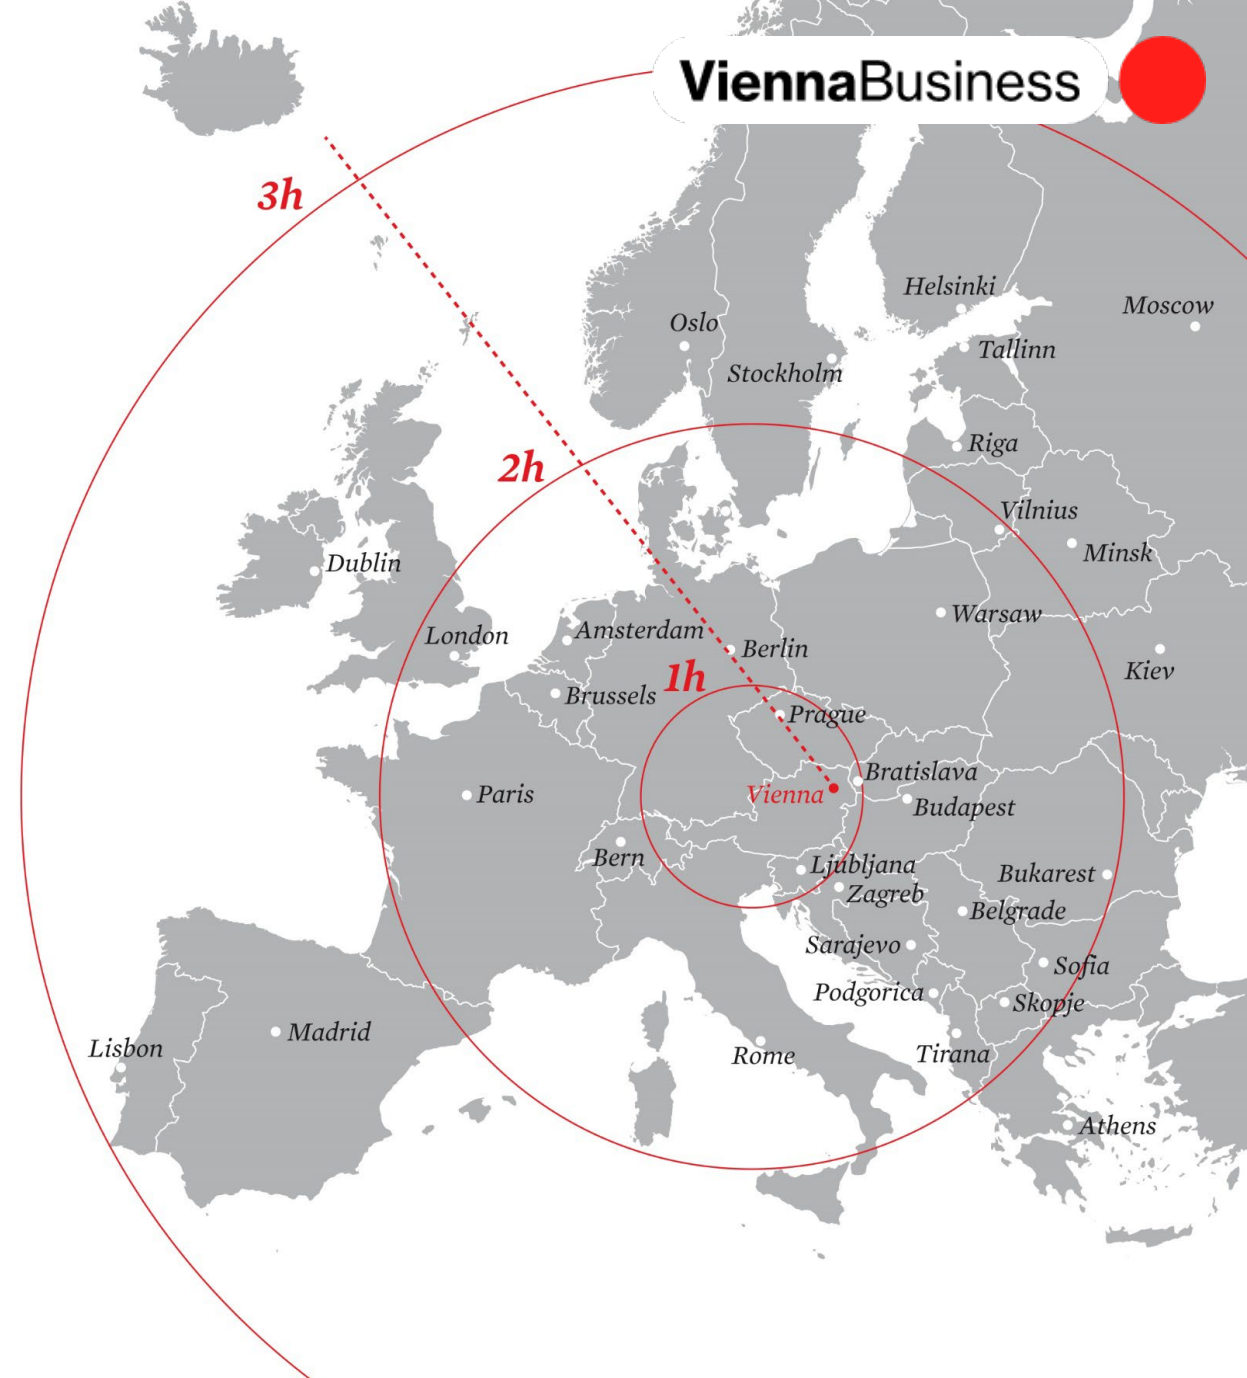 ViennaBusiness
3h
Helsinki
Moscow
Oslo
Tallinn
Stockholm
Riga
2h
Vilnius
Minsk
Dublin
Warsaw
Amsterdam
London
Berlin
Kiev
1h
Brussels
Prague
Bratislava
Vienna
Paris
Budapest
Bern
Ljubljana
Bukarest
Zagreb
Belgrade
Sarajevo
Sofia
Podgorica
Skopje
Madrid
Lisbon
Rome
Tirana
Athens